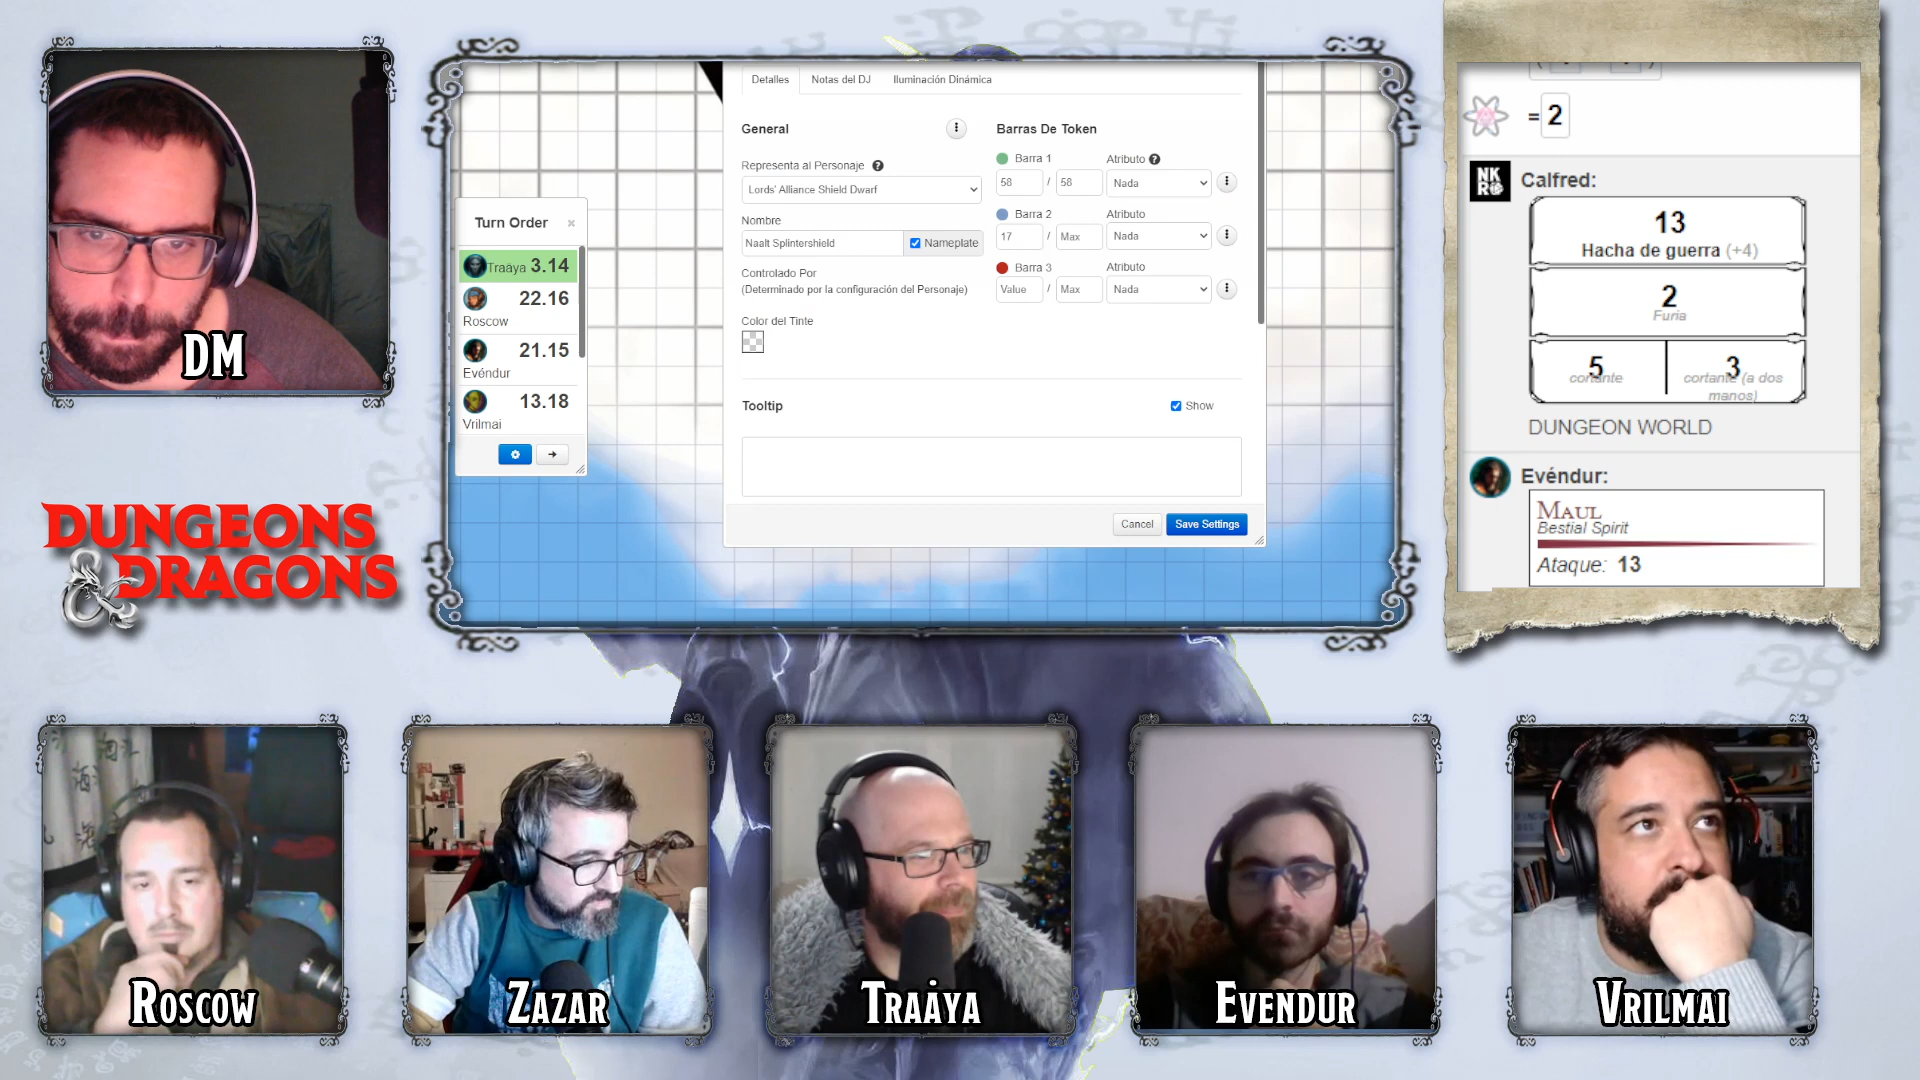 DM
DUNGEONS
& DRAGONS
Turn Order ×
Traȧya 3.14
22.16
Roscow
21.15
Evéndur
13.18
Vrilmai
Detalles Notas del DJ Iluminación Dinámica
General
Representa al Personaje ?
Lords' Alliance Shield Dwarf
Nombre
Naalt Splintershield Nameplate
Controlado Por
(Determinado por la configuración del Personaje)
Color del Tinte
Barras De Token
Barra 1 Atributo ?
58 / 58 Nada
Barra 2 Atributo
17 / Max Nada
Barra 3 Atributo
Value / Max Nada
Tooltip Show
Cancel Save Settings
=2
NK
R
Calfred:
13
Hacha de guerra (+4)
2
Furia
5
cortante
3
cortante (a dos
manos)
DUNGEON WORLD
Evéndur:
Maul
Bestial Spirit
Ataque: 13
Roscow
Zazar
Traȧya
Evendur
Vrilmai